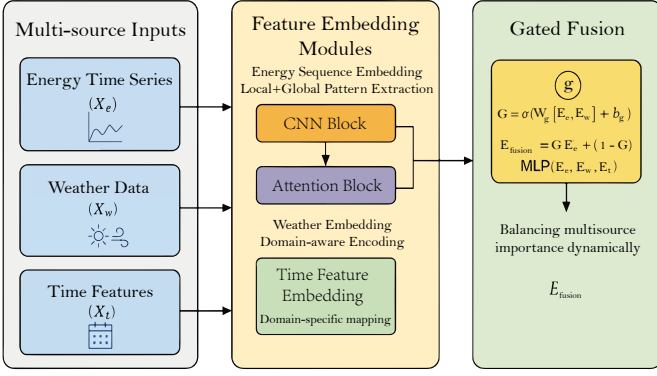 Multi-source Inputs
Energy Time Series
(X_e)
Weather Data
(X_w)
Time Features
(X_t)
Feature Embedding
Modules
Energy Sequence Embedding
Local+Global Pattern Extraction
CNN Block
Attention Block
Weather Embedding
Domain-aware Encoding
Time Feature
Embedding
Domain-specific mapping
Gated Fusion
g
G = σ(W_g [E_e, E_w] + b_g)
E_fusion = G E_e + (1 - G)
MLP(E_e, E_w, E_t)
Balancing multisource
importance dynamically
E_fusion